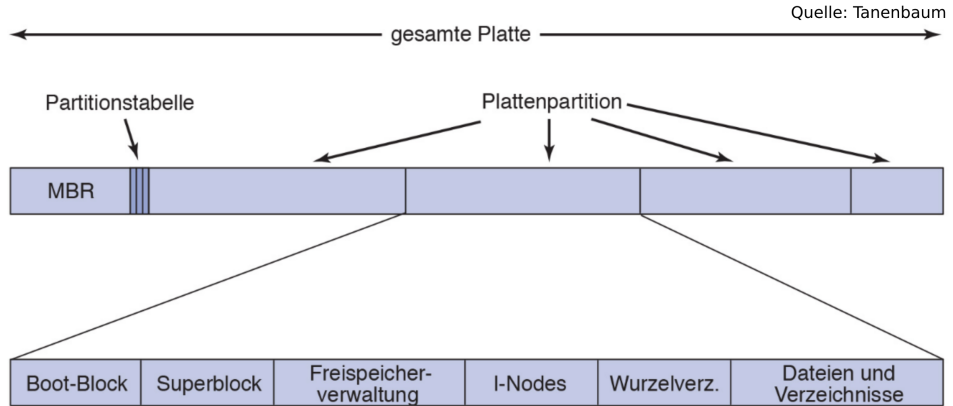 Quelle: Tanenbaum
gesamte Platte
Partitionstabelle
Plattenpartition
MBR
Boot-Block
Superblock
Freispeicher-
verwaltung
I-Nodes
Wurzelverz.
Dateien und
Verzeichnisse